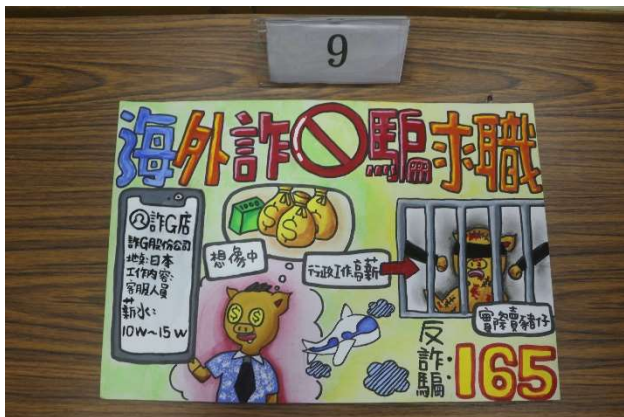 9
海外詐騙求職
詐G店
詐G股份公司
地點:日本
工作內容:
客服人員
薪水:
10W~15W
1000
$
$
$
想像中
行政工作高薪
$ $
實際賣豬仔
反詐騙:165